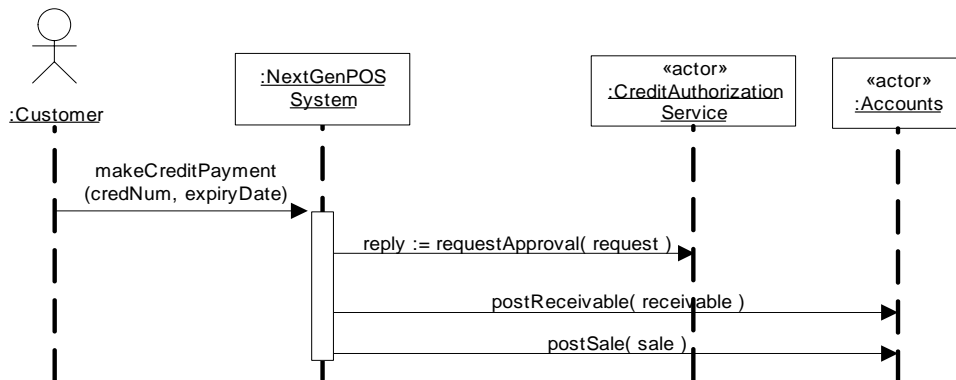 :Customer
:NextGenPOS
System
«actor»
:CreditAuthorization
Service
«actor»
:Accounts
makeCreditPayment
(credNum, expiryDate)
reply := requestApproval( request )
postReceivable( receivable )
postSale( sale )